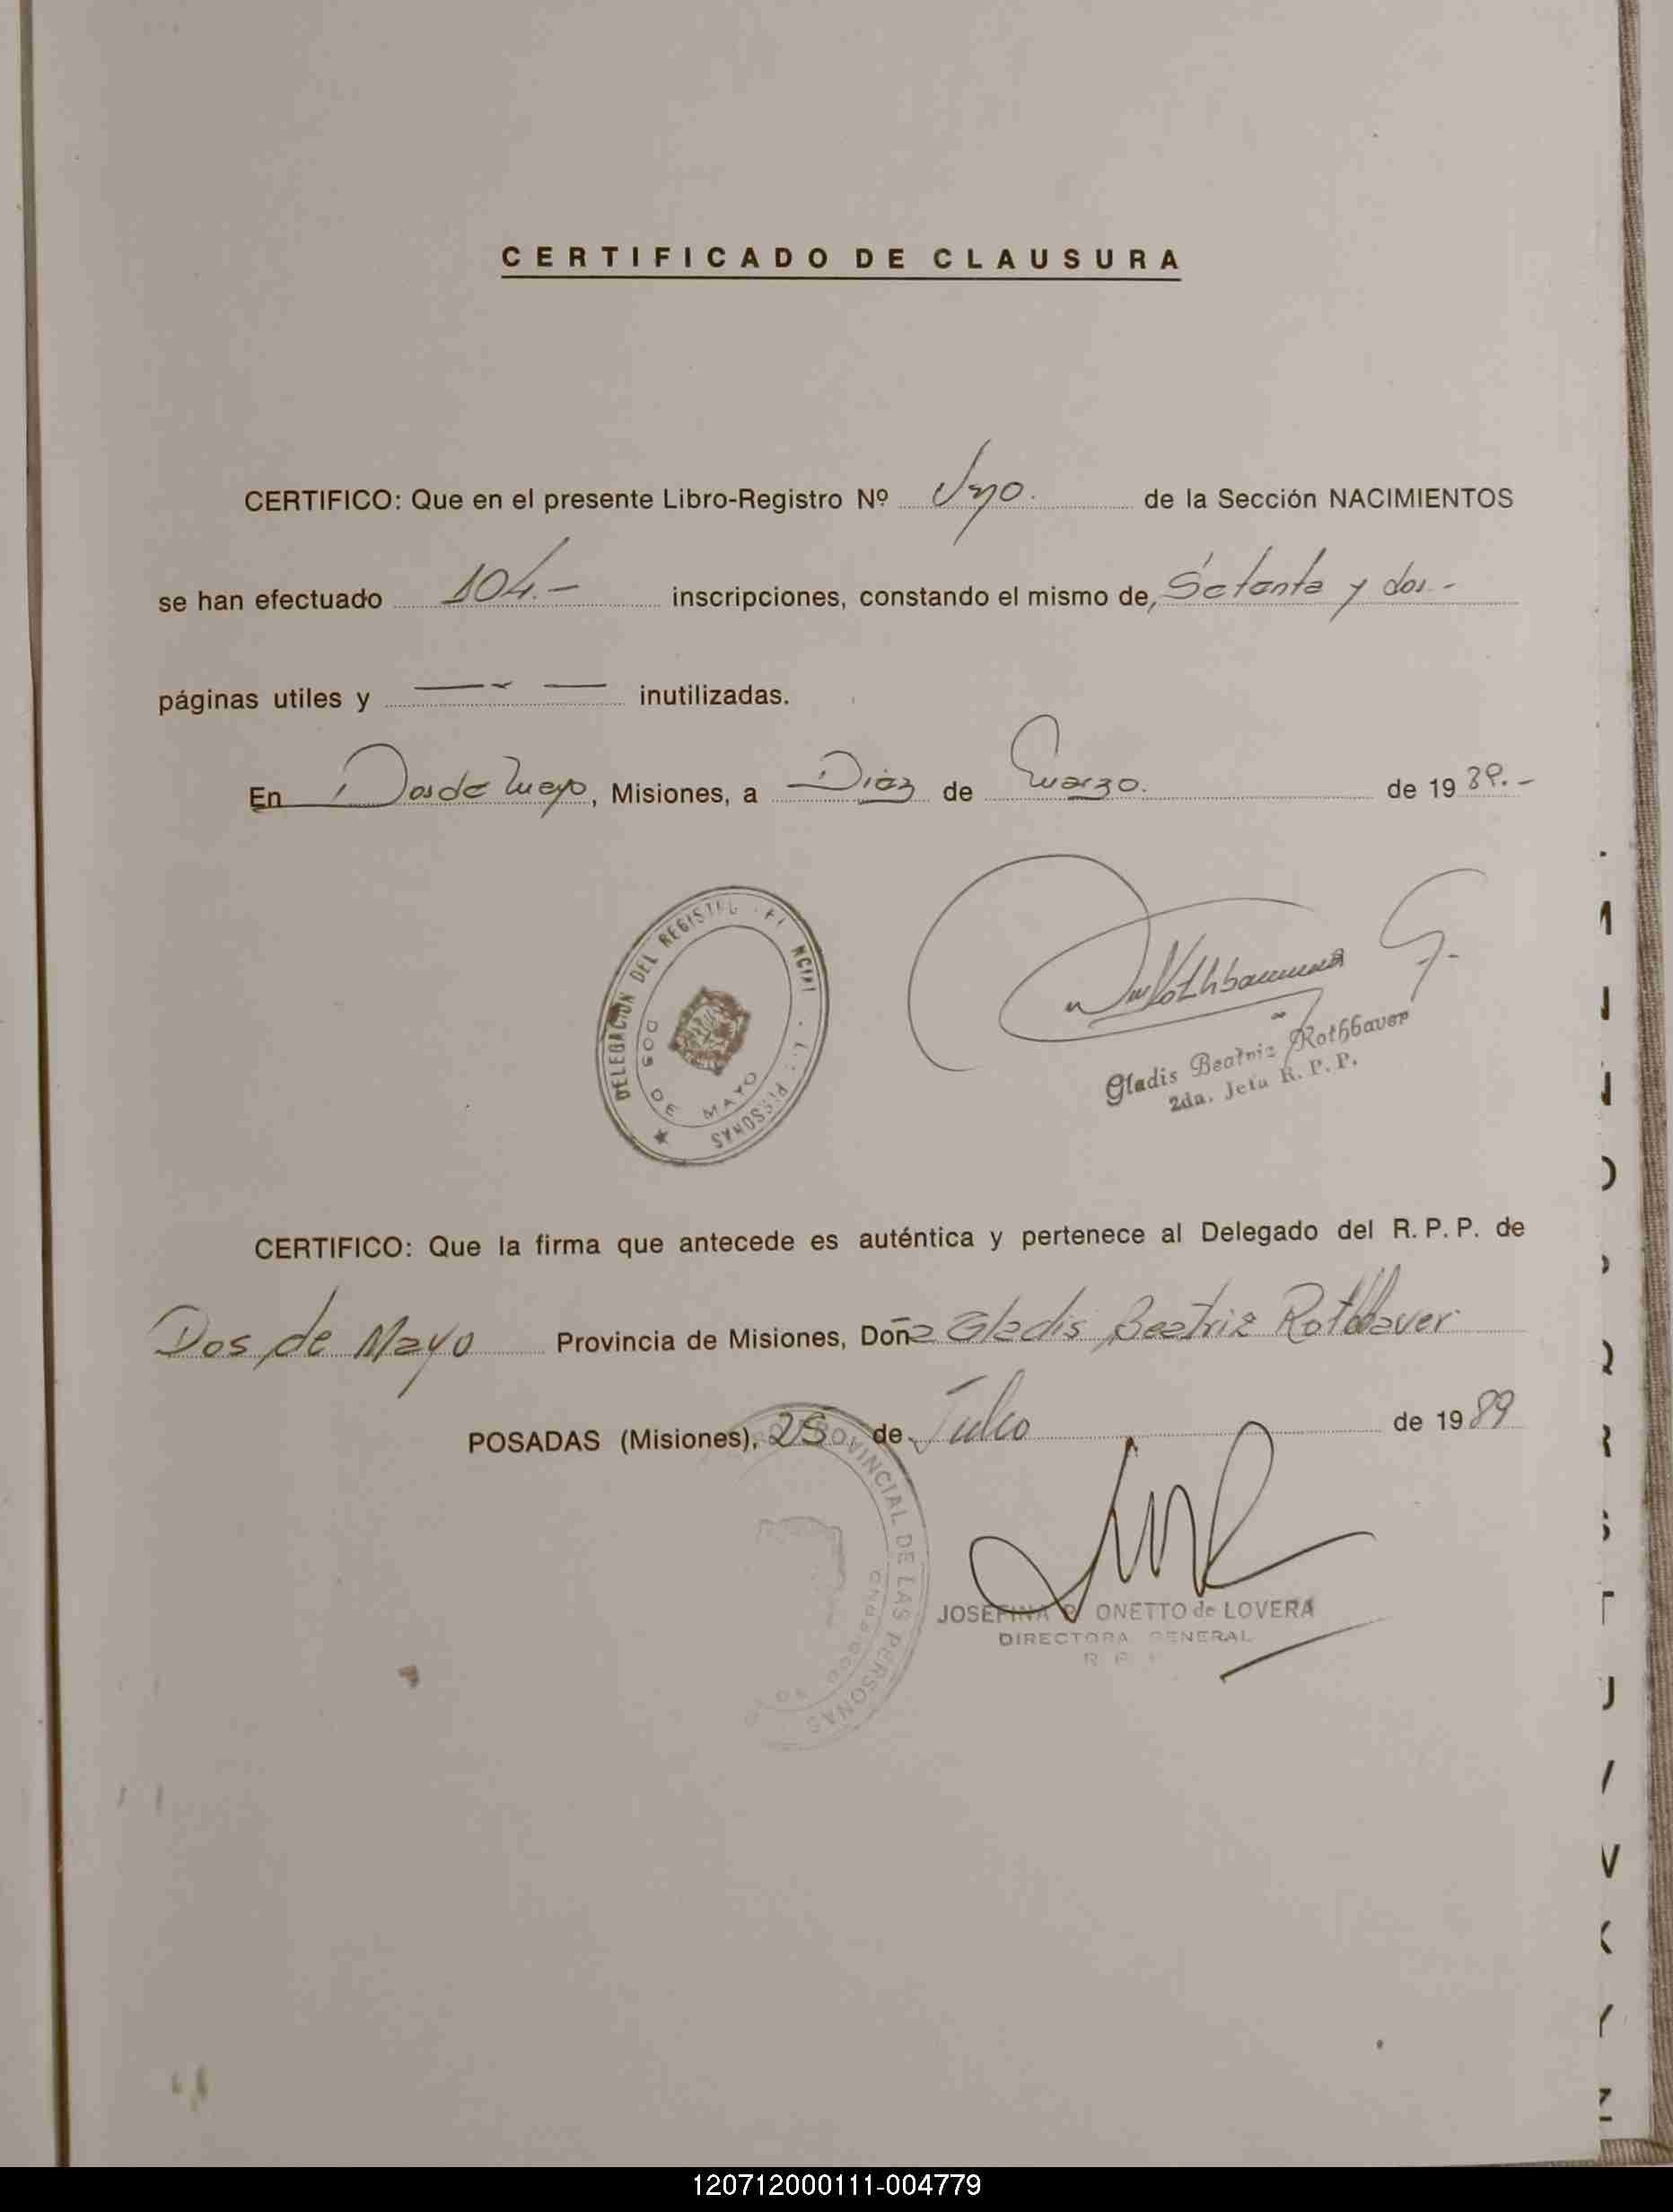 CERTIFICADO DE CLAUSURA
CERTIFICO: Que en el presente Libro-Registro Nº Uno. de la Sección NACIMIENTOS
se han efectuado 104.- inscripciones, constando el mismo de, Setenta y dos-
páginas utiles y — — inutilizadas.
En Dos de Mayo, Misiones, a Diez de Marzo. de 1989.-
DELEGACIÓN DEL REGISTRO PERSONAS
DOS DE MAYO
Gladis Beatriz Rothbaver
2da. Jefa R. P. P.
CERTIFICO: Que la firma que antecede es auténtica y pertenece al Delegado del R. P. P. de
Dos de Mayo Provincia de Misiones, Doña Gladis Beatriz Rothbaver
POSADAS (Misiones), 25 de Julio de 1989
PROVINCIAL DE LAS PERSONAS
JOSEFINA ONETTO de LOVERA
DIRECTORA GENERAL
V
Y
Z
120712000111-004779